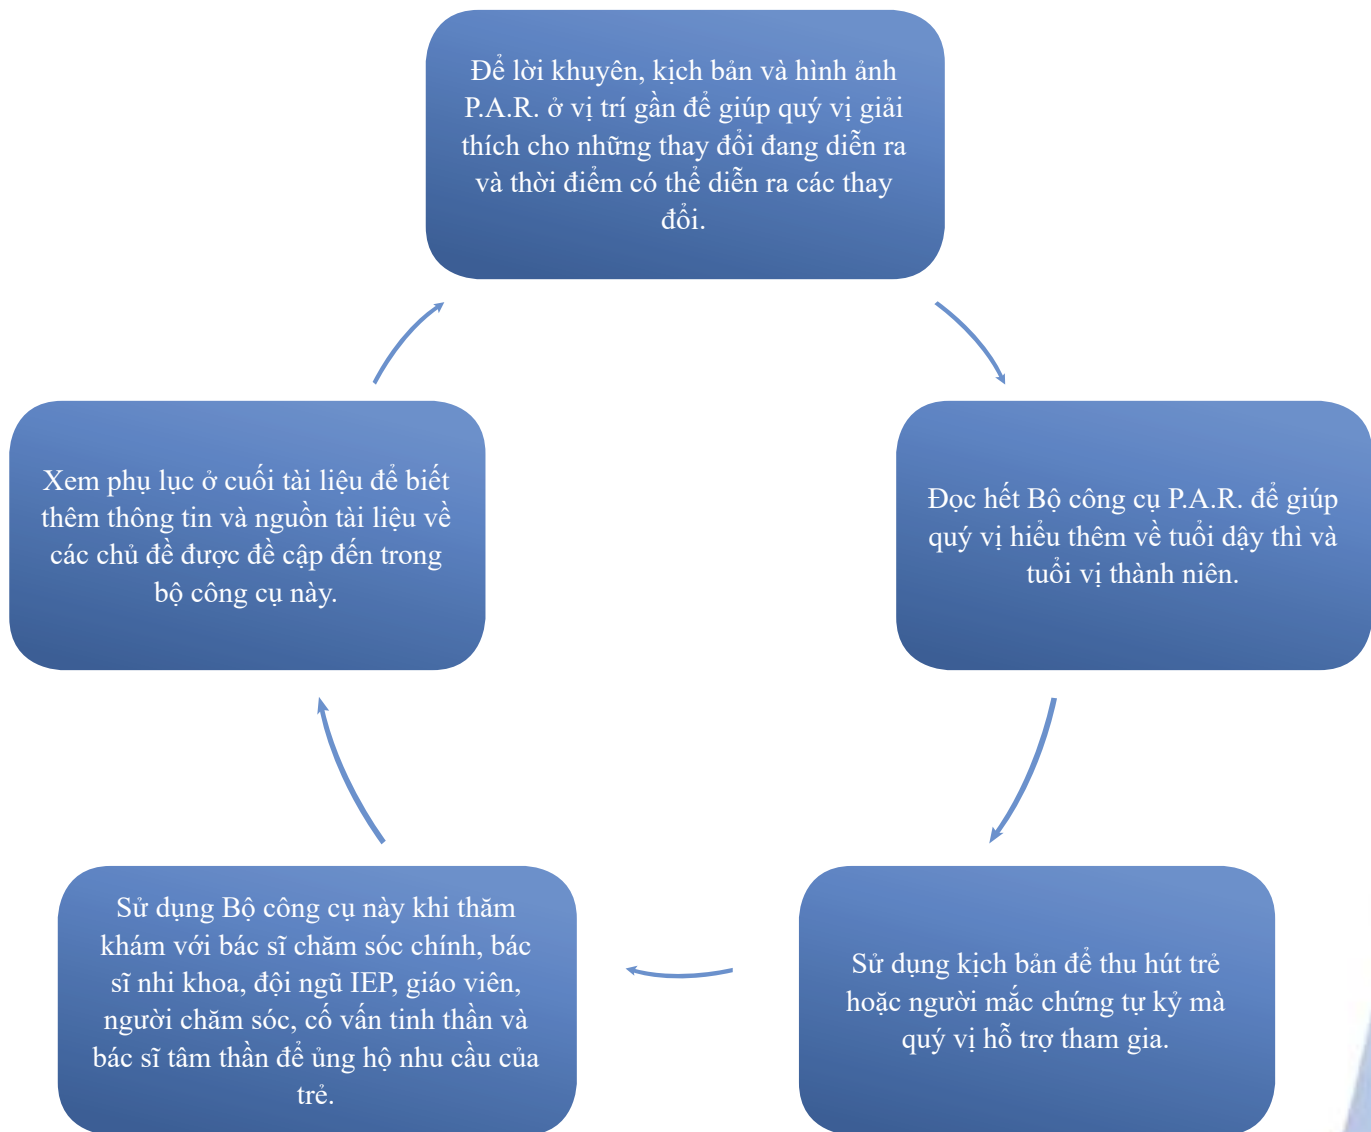 Để lời khuyên, kịch bản và hình ảnh
P.A.R. ở vị trí gần để giúp quý vị giải
thích cho những thay đổi đang diễn ra
và thời điểm có thể diễn ra các thay
đổi.
Đọc hết Bộ công cụ P.A.R. để giúp
quý vị hiểu thêm về tuổi dậy thì và
tuổi vị thành niên.
Sử dụng kịch bản để thu hút trẻ
hoặc người mắc chứng tự kỷ mà
quý vị hỗ trợ tham gia.
Sử dụng Bộ công cụ này khi thăm
khám với bác sĩ chăm sóc chính, bác
sĩ nhi khoa, đội ngũ IEP, giáo viên,
người chăm sóc, cố vấn tinh thần và
bác sĩ tâm thần để ủng hộ nhu cầu của
trẻ.
Xem phụ lục ở cuối tài liệu để biết
thêm thông tin và nguồn tài liệu về
các chủ đề được đề cập đến trong
bộ công cụ này.